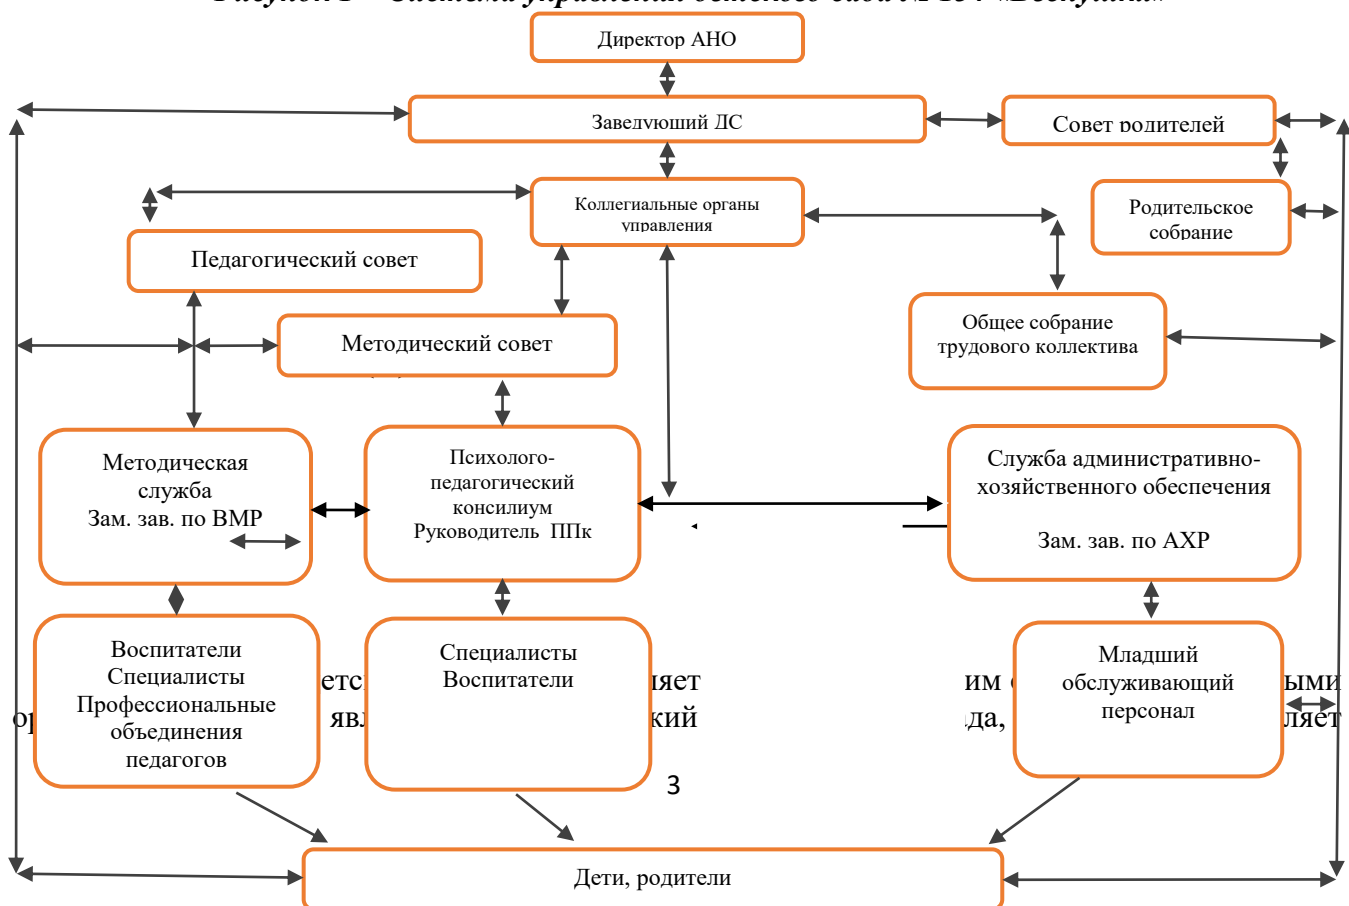 Директор АНО
Заведующий ДС
Совет родителей
Коллегиальные органы
управления
Родительское
собрание
Педагогический совет
Общее собрание
трудового коллектива
Методический совет
Методическая
служба
Зам. зав. по ВМР
Психолого-
педагогический
консилиум
Руководитель ППк
Служба административно-
хозяйственного обеспечения
Зам. зав. по АХР
Воспитатели
Специалисты
Профессиональные
объединения
педагогов
Специалисты
Воспитатели
Младший
обслуживающий
персонал
3
Дети, родители